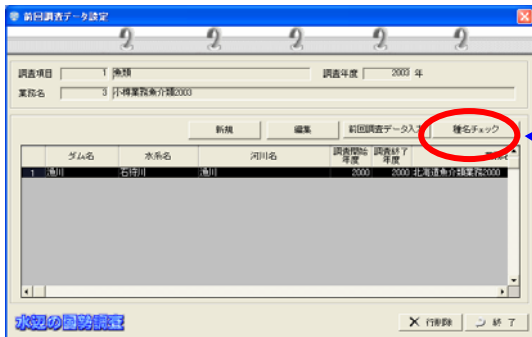 前回調査データ設定
調査項目 1 魚類 調査年度 2003 年
業務名 3 小樽業務魚介類2003
新規 編集 前回調査データ入力 種名チェック
ダム名 水系名 河川名 調査開始年度 調査終了年度
1 漁川 石狩川 漁川 2000 2000 北海道魚介類業務2000
水辺の国勢調査 行削除 終 了